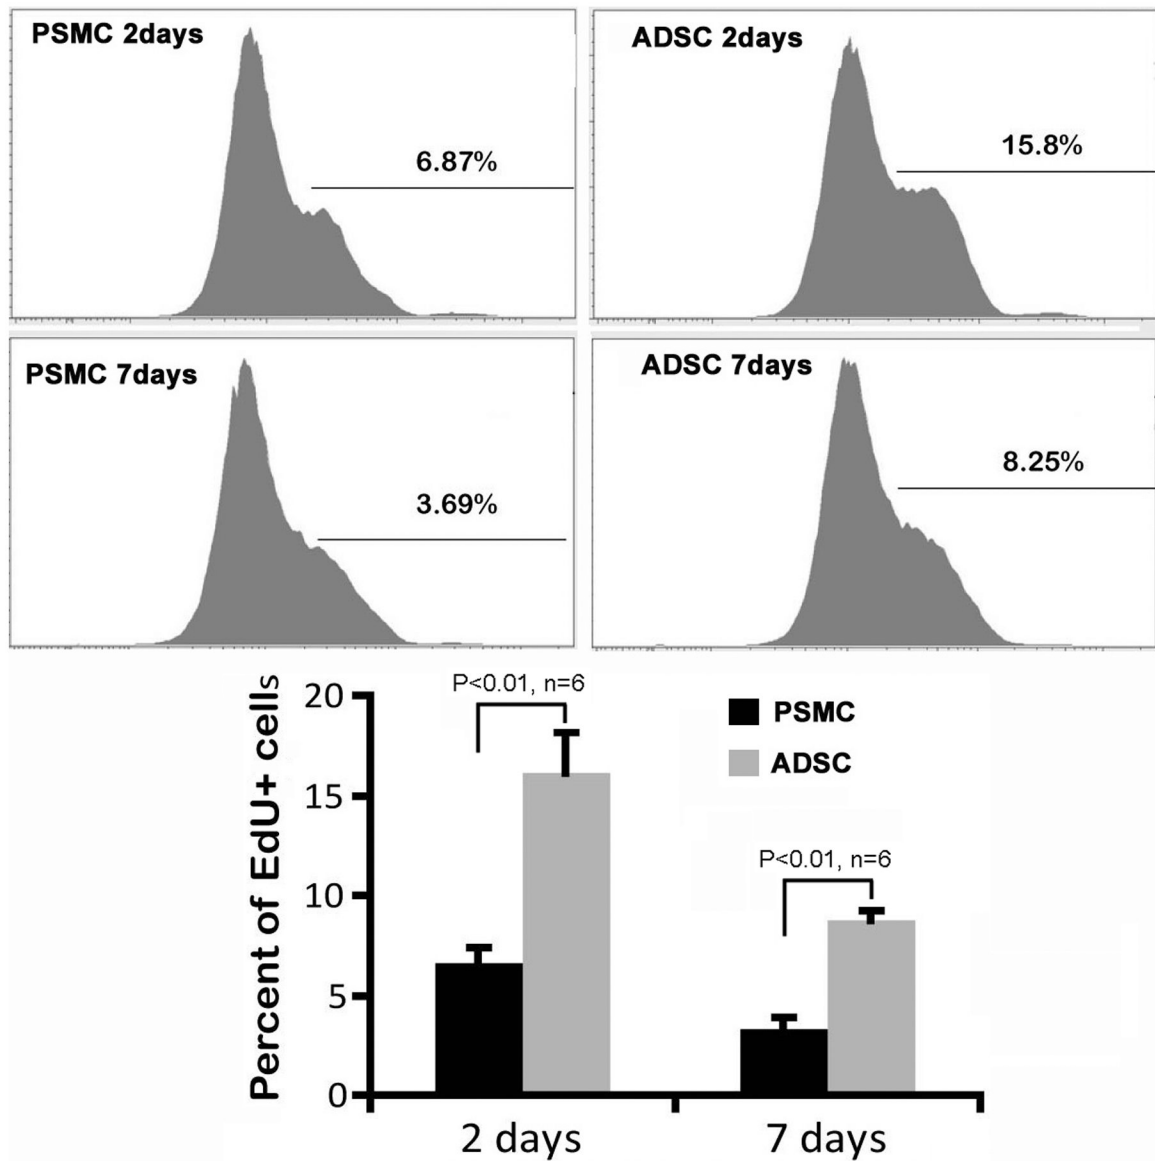 PSMC 2days
6.87%
ADSC 2days
15.8%
PSMC 7days
3.69%
ADSC 7days
8.25%
Percent of EdU+ cells
20
15
10
5
0
P<0.01, n=6
P<0.01, n=6
PSMC
ADSC
2 days
7 days